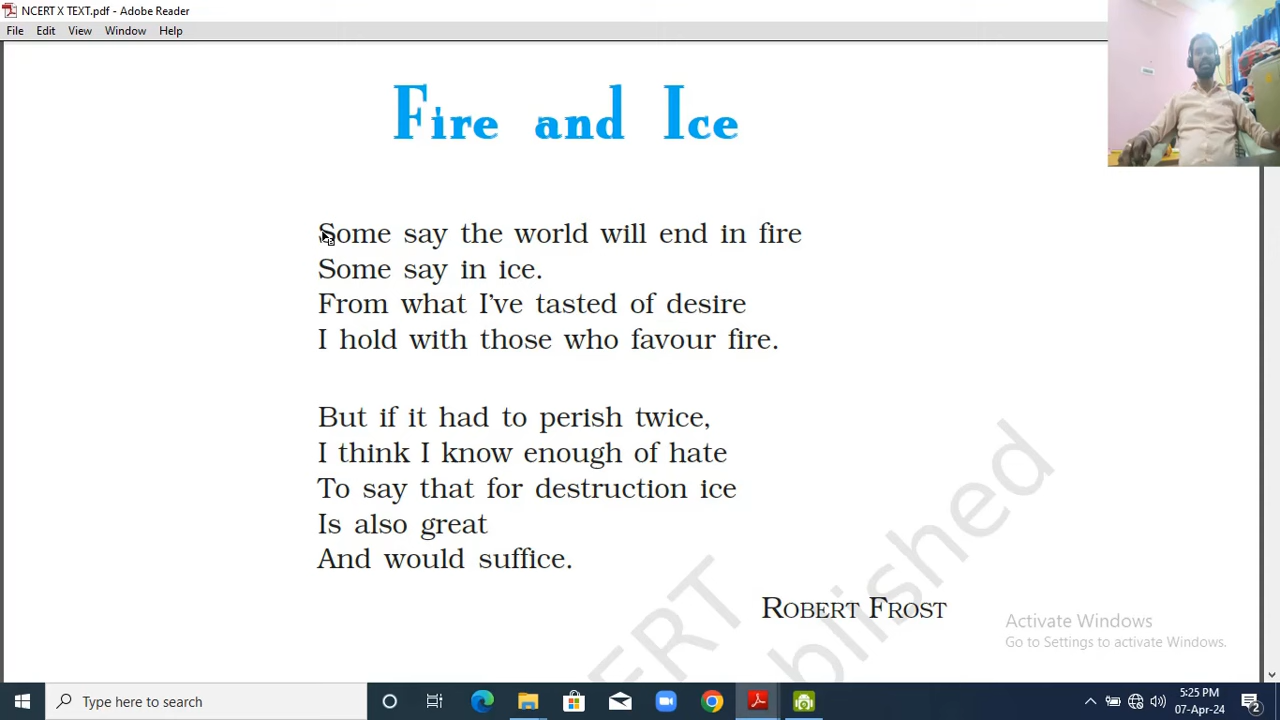 NCERT X TEXT.pdf - Adobe Reader
File Edit View Window Help
Fire and Ice
Some say the world will end in fire
Some say in ice.
From what I've tasted of desire
I hold with those who favour fire.
But if it had to perish twice,
I think I know enough of hate
To say that for destruction ice
Is also great
And would suffice.
ROBERT FROST
Activate Windows
Go to Settings to activate Windows.
Type here to search
5:25 PM
07-Apr-24
2